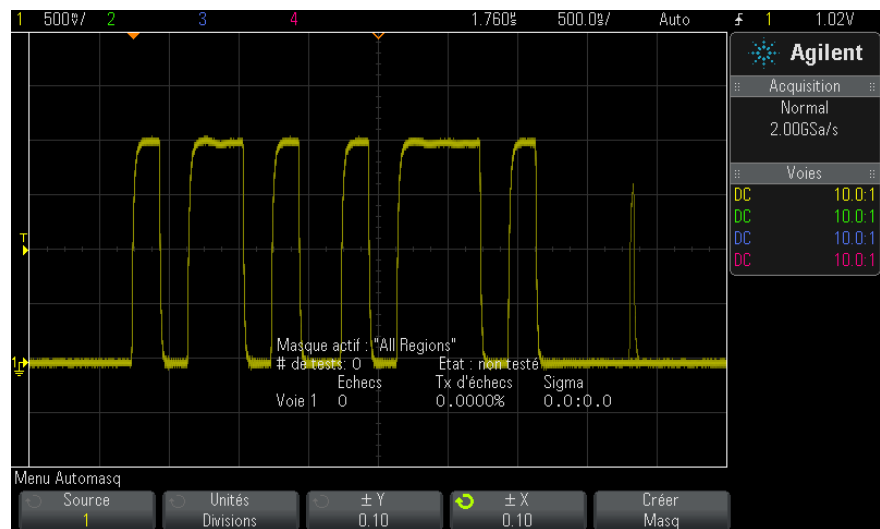 1 500▽/ 2 3 4 1.760s 500.0s/ Auto 1 1.02V
Agilent
Acquisition
Normal
2.00GSa/s
Voies
DC 10.0:1
DC 10.0:1
DC 10.0:1
DC 10.0:1
T
1
Masque actif : "All Regions"
# de tests: 0 Etat : non testé
Echecs Tx d'échecs Sigma
Voie 1 0 0.0000% 0.0:0.0
Menu Automasq
Source Unités ± Y ± X Créer
1 Divisions 0.10 0.10 Masq